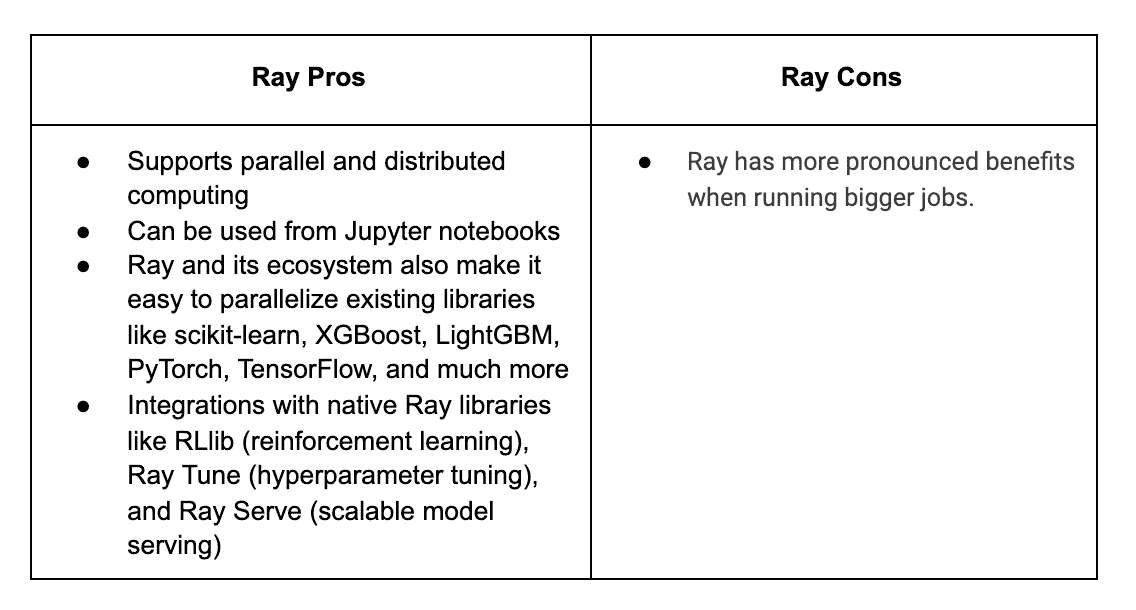 Ray Pros
Ray Cons
● Supports parallel and distributed
computing
● Can be used from Jupyter notebooks
● Ray and its ecosystem also make it
easy to parallelize existing libraries
like scikit-learn, XGBoost, LightGBM,
PyTorch, TensorFlow, and much more
● Integrations with native Ray libraries
like RLlib (reinforcement learning),
Ray Tune (hyperparameter tuning),
and Ray Serve (scalable model
serving)
● Ray has more pronounced benefits
when running bigger jobs.